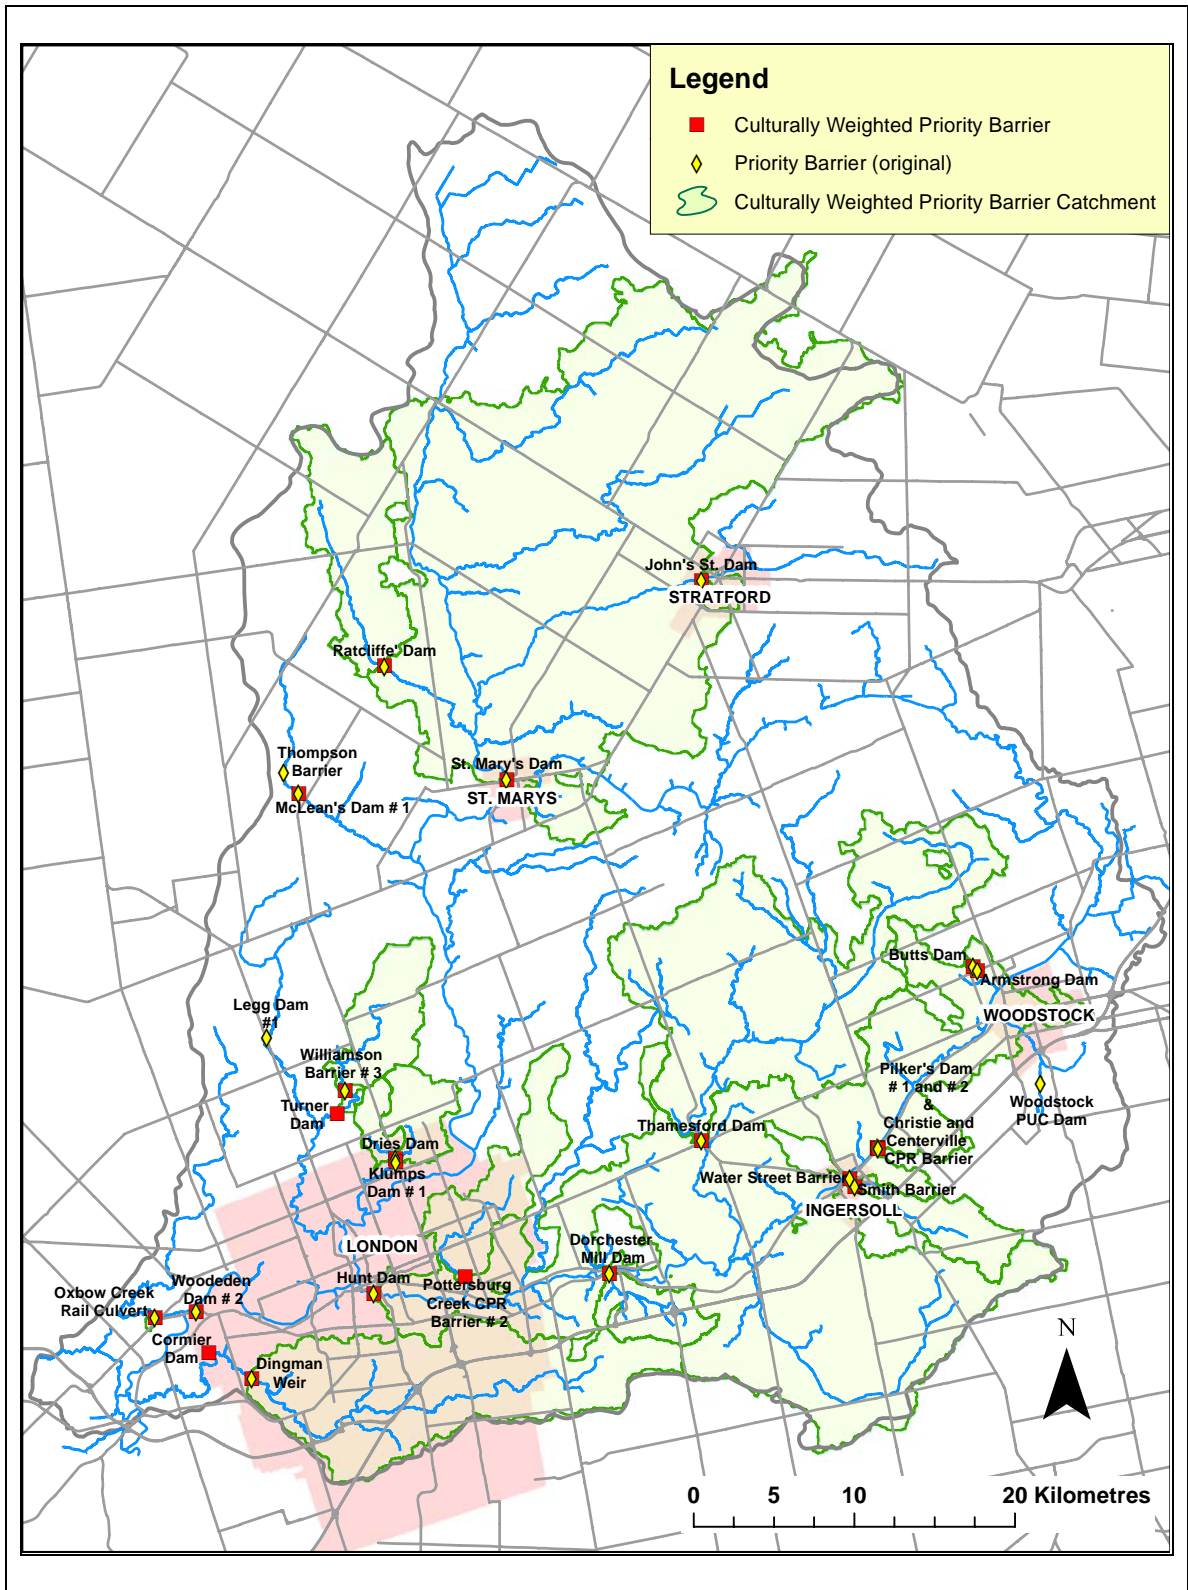 Legend
Culturally Weighted Priority Barrier
Priority Barrier (original)
Culturally Weighted Priority Barrier Catchment
John's St. Dam
STRATFORD
Ratcliffe' Dam
Thompson
Barrier
McLean's Dam # 1
St. Mary's Dam
ST. MARYS
Butts Dam
Armstrong Dam
WOODSTOCK
Legg Dam
#1
Williamson
Barrier # 3
Turner
Dam
Pilker's Dam
# 1 and # 2
&
Christie and
Centerville
CPR Barrier
Woodstock
PUC Dam
Dries Dam
Klumps
Dam # 1
Thamesford Dam
Water Street Barrier
Smith Barrier
INGERSOLL
LONDON
Dorchester
Mill Dam
Hunt Dam
Pottersburg
Creek CPR
Barrier # 2
Oxbow Creek
Rail Culvert
Woodeden
Dam # 2
Cormier
Dam
Dingman
Weir
N
0 5 10 20 Kilometres